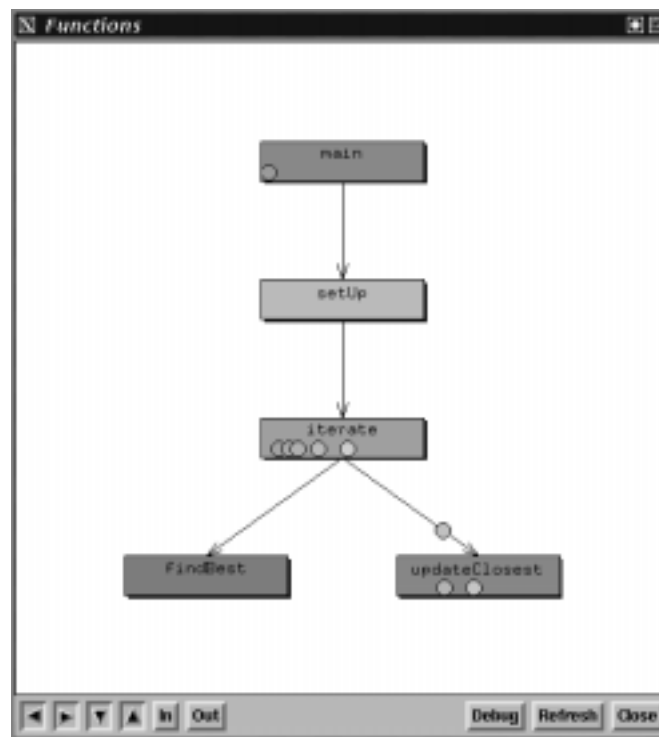 Functions
main
setUp
iterate
FindBest
updateClosest
In Out Debug Refresh Close